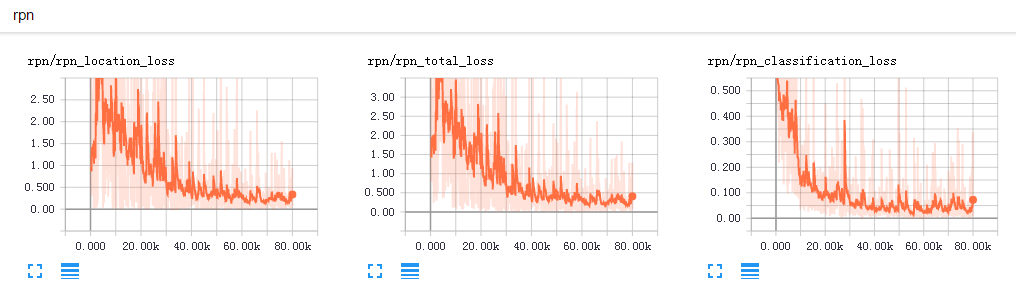 rpn
rpn/rpn_location_loss
2.50
2.00
1.50
1.00
0.500
0.00
0.000 20.00k 40.00k 60.00k 80.00k
rpn/rpn_total_loss
3.00
2.50
2.00
1.50
1.00
0.500
0.00
0.000 20.00k 40.00k 60.00k 80.00k
rpn/rpn_classification_loss
0.500
0.400
0.300
0.200
0.100
0.00
0.000 20.00k 40.00k 60.00k 80.00k